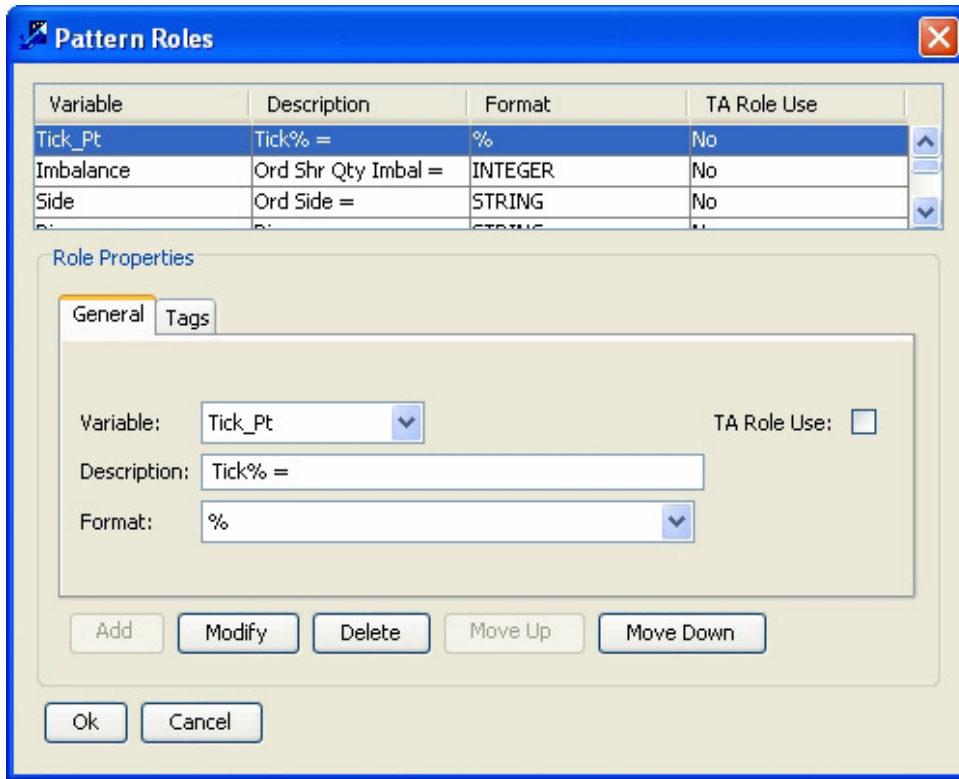 Pattern Roles
Variable Description Format TA Role Use
Tick_Pt Tick% = % No
Imbalance Ord Shr Qty Imbal = INTEGER No
Side Ord Side = STRING No
STRING
Role Properties
General Tags
Variable: Tick_Pt TA Role Use:
Description: Tick% =
Format: %
Add Modify Delete Move Up Move Down
Ok Cancel